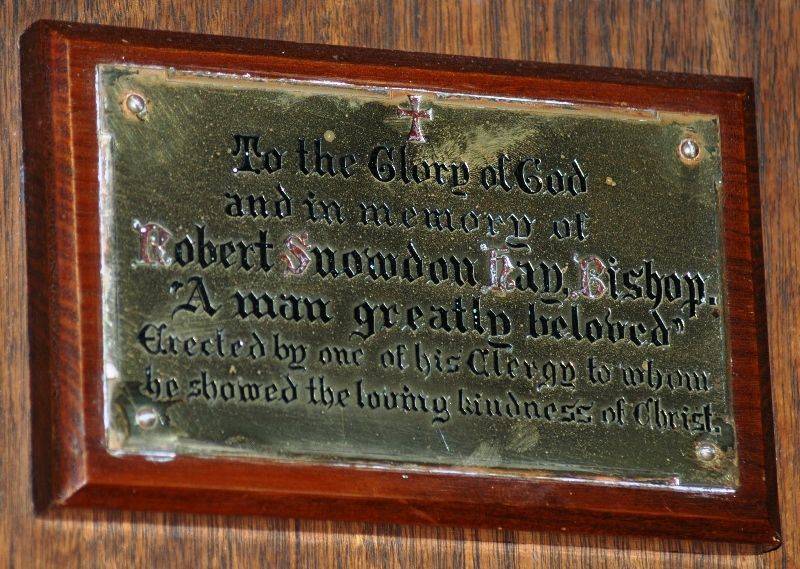 To the Glory of God
and in memory of
Robert Snowdon Hay, Bishop.
"A man greatly beloved"
Erected by one of his Clergy to whom
he showed the loving kindness of Christ.